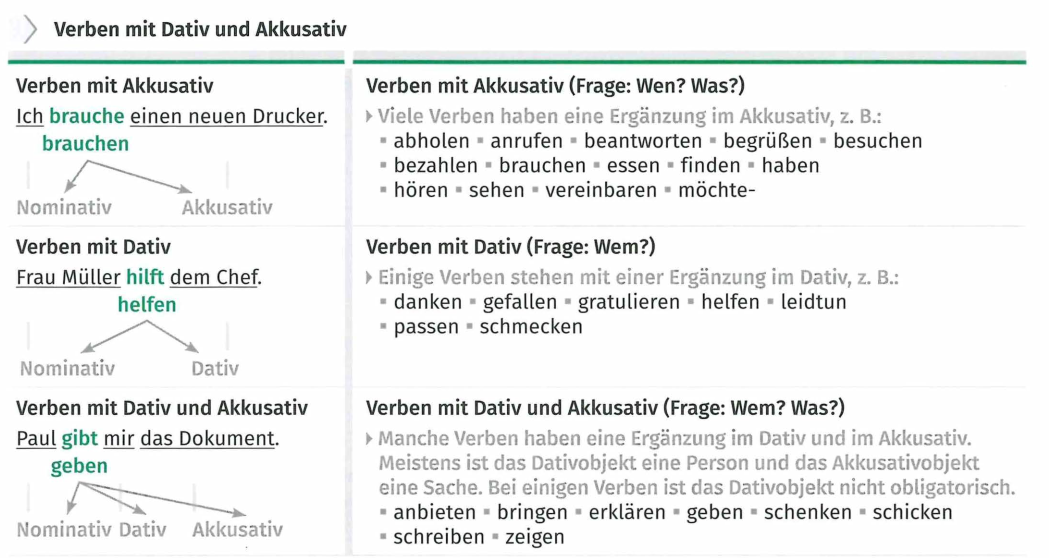 Verben mit Dativ und Akkusativ
Verben mit Akkusativ
Ich brauche einen neuen Drucker.
brauchen
Nominativ Akkusativ
Verben mit Akkusativ (Frage: Wen? Was?)
Viele Verben haben eine Ergänzung im Akkusativ, z. B.:
▪ abholen ▪ anrufen ▪ beantworten ▪ begrüßen ▪ besuchen
▪ bezahlen ▪ brauchen ▪ essen ▪ finden ▪ haben
▪ hören ▪ sehen ▪ vereinbaren ▪ möchte-
Verben mit Dativ
Frau Müller hilft dem Chef.
helfen
Nominativ Dativ
Verben mit Dativ (Frage: Wem?)
Einige Verben stehen mit einer Ergänzung im Dativ, z. B.:
▪ danken ▪ gefallen ▪ gratulieren ▪ helfen ▪ leidtun
▪ passen ▪ schmecken
Verben mit Dativ und Akkusativ
Paul gibt mir das Dokument.
geben
Nominativ Dativ Akkusativ
Verben mit Dativ und Akkusativ (Frage: Wem? Was?)
Manche Verben haben eine Ergänzung im Dativ und im Akkusativ.
Meistens ist das Dativobjekt eine Person und das Akkusativobjekt
eine Sache. Bei einigen Verben ist das Dativobjekt nicht obligatorisch.
▪ anbieten ▪ bringen ▪ erklären ▪ geben ▪ schenken ▪ schicken
▪ schreiben ▪ zeigen